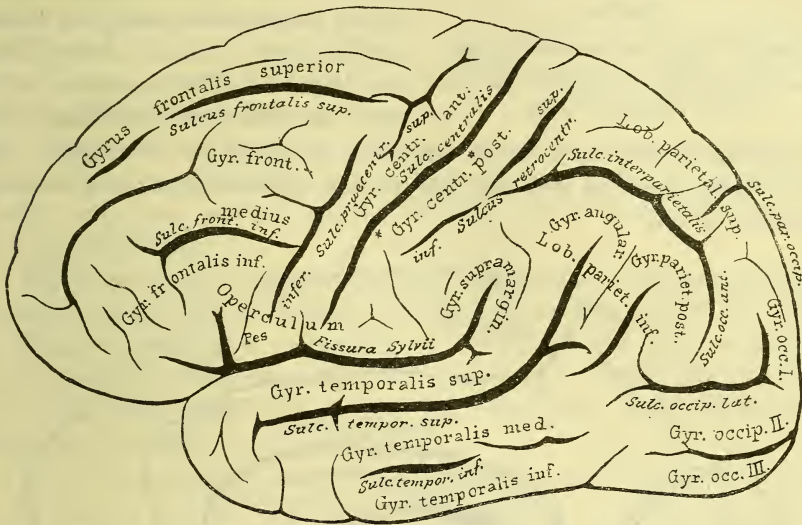 Gyrus frontalis superior
Sulcus frontalis sup.
Gyr. front.
medius
Sulc. front. inf.
Gyr. frontalis inf.
Operculum
Pes
Fissura Sylvii
Sulc. praecentr. sup.
infer.
Gyr. centr. ant:
Sulc. centralis
*
Gyr. centr. post.
*
inf. Sulcus retrocentr. sup.
Lob. parietal. sup.
Sulc. interparietalis
Sulc. par. occip.
Gyr. supramargin.
Gyr. angular.
Lob. pariet. inf.
Gyr. pariet. post.
Sulc. occ. ant.
Gyr. occ. I.
Gyr. temporalis sup.
Sulc. tempor. sup.
Gyr. temporalis med.
Sulc. tempor. inf.
Gyr. temporalis inf.
Sulc. occip. lat.
Gyr. occip. II.
Gyr. occ. III.